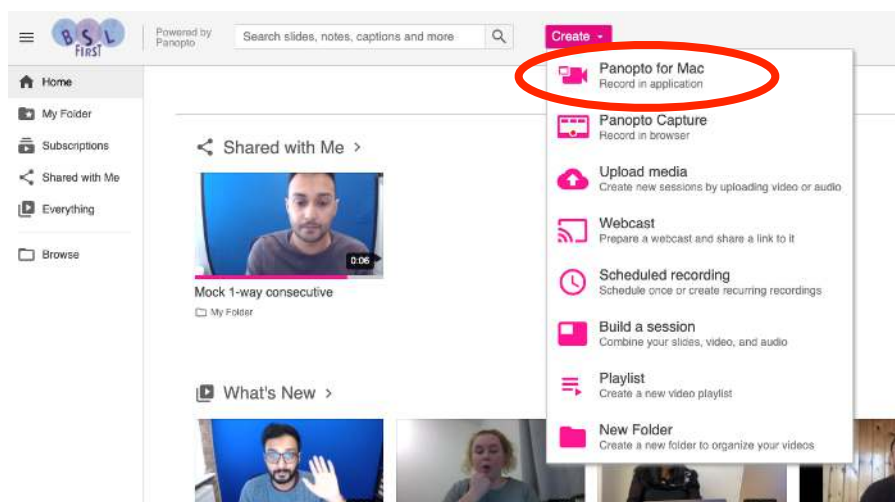 BSL
FIRST
Powered by
Panopto
Search slides, notes, captions and more
Create
Home
My Folder
Subscriptions
Shared with Me
Everything
Browse
Shared with Me >
0:06
Mock 1-way consecutive
My Folder
What's New >
Panopto for Mac
Record in application
Panopto Capture
Record in browser
Upload media
Create new sessions by uploading video or audio
Webcast
Prepare a webcast and share a link to it
Scheduled recording
Schedule once or create recurring recordings
Build a session
Combine your slides, video, and audio
Playlist
Create a new video playlist
New Folder
Create a new folder to organize your videos